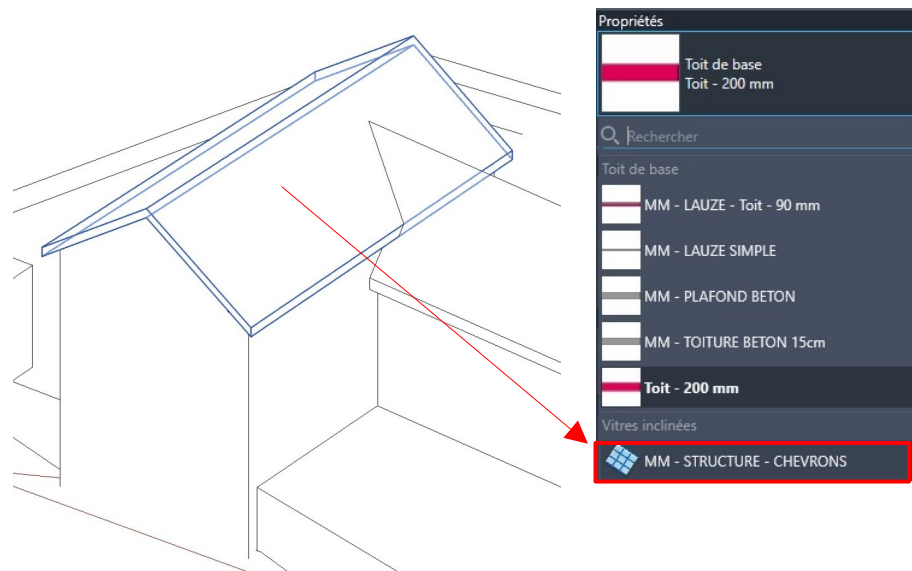 Propriétés
Toit de base
Toit - 200 mm
Rechercher
Toit de base
MM - LAUZE - Toit - 90 mm
MM - LAUZE SIMPLE
MM - PLAFOND BETON
MM - TOITURE BETON 15cm
Toit - 200 mm
Vitres inclinées
MM - STRUCTURE - CHEVRONS